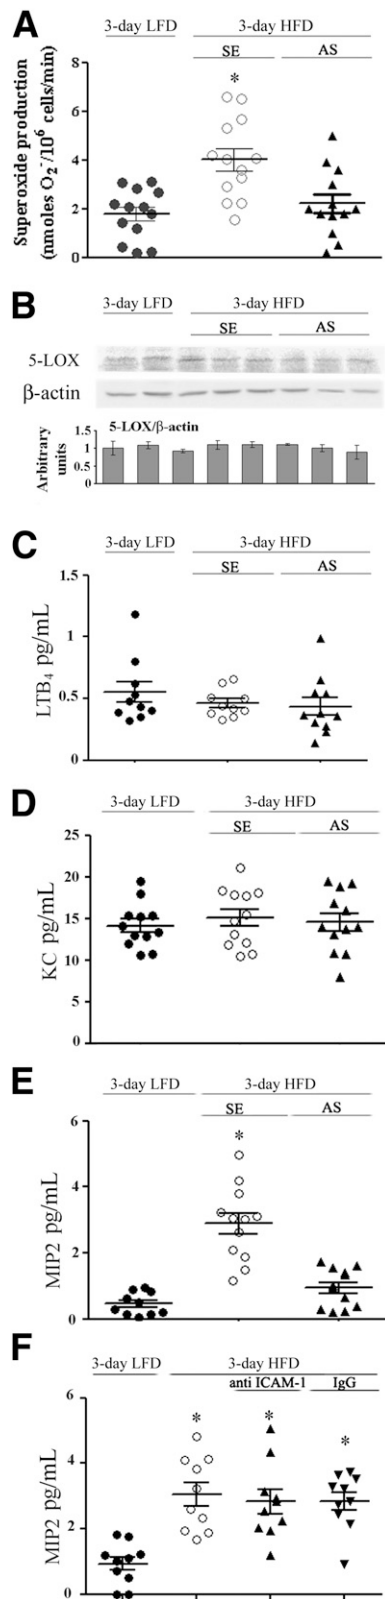 A
3-day LFD 3-day HFD
SE AS
Superoxide production
(nmoles O2-/10^6 cells/min)
8
*
6
4
2
0
B
3-day LFD 3-day HFD
SE AS
5-LOX
β-actin
5-LOX/β-actin
Arbitrary
units
1.5
1
0.5
0
C
3-day LFD 3-day HFD
SE AS
LTB4 pg/mL
1.5
1
0.5
0
D
3-day LFD 3-day HFD
SE AS
KC pg/mL
25
20
15
10
5
0
E
3-day LFD 3-day HFD
SE AS
MIP2 pg/mL
6
*
4
2
0
F
3-day LFD 3-day HFD
anti ICAM-1 IgG
MIP2 pg/mL
6
* * *
4
2
0